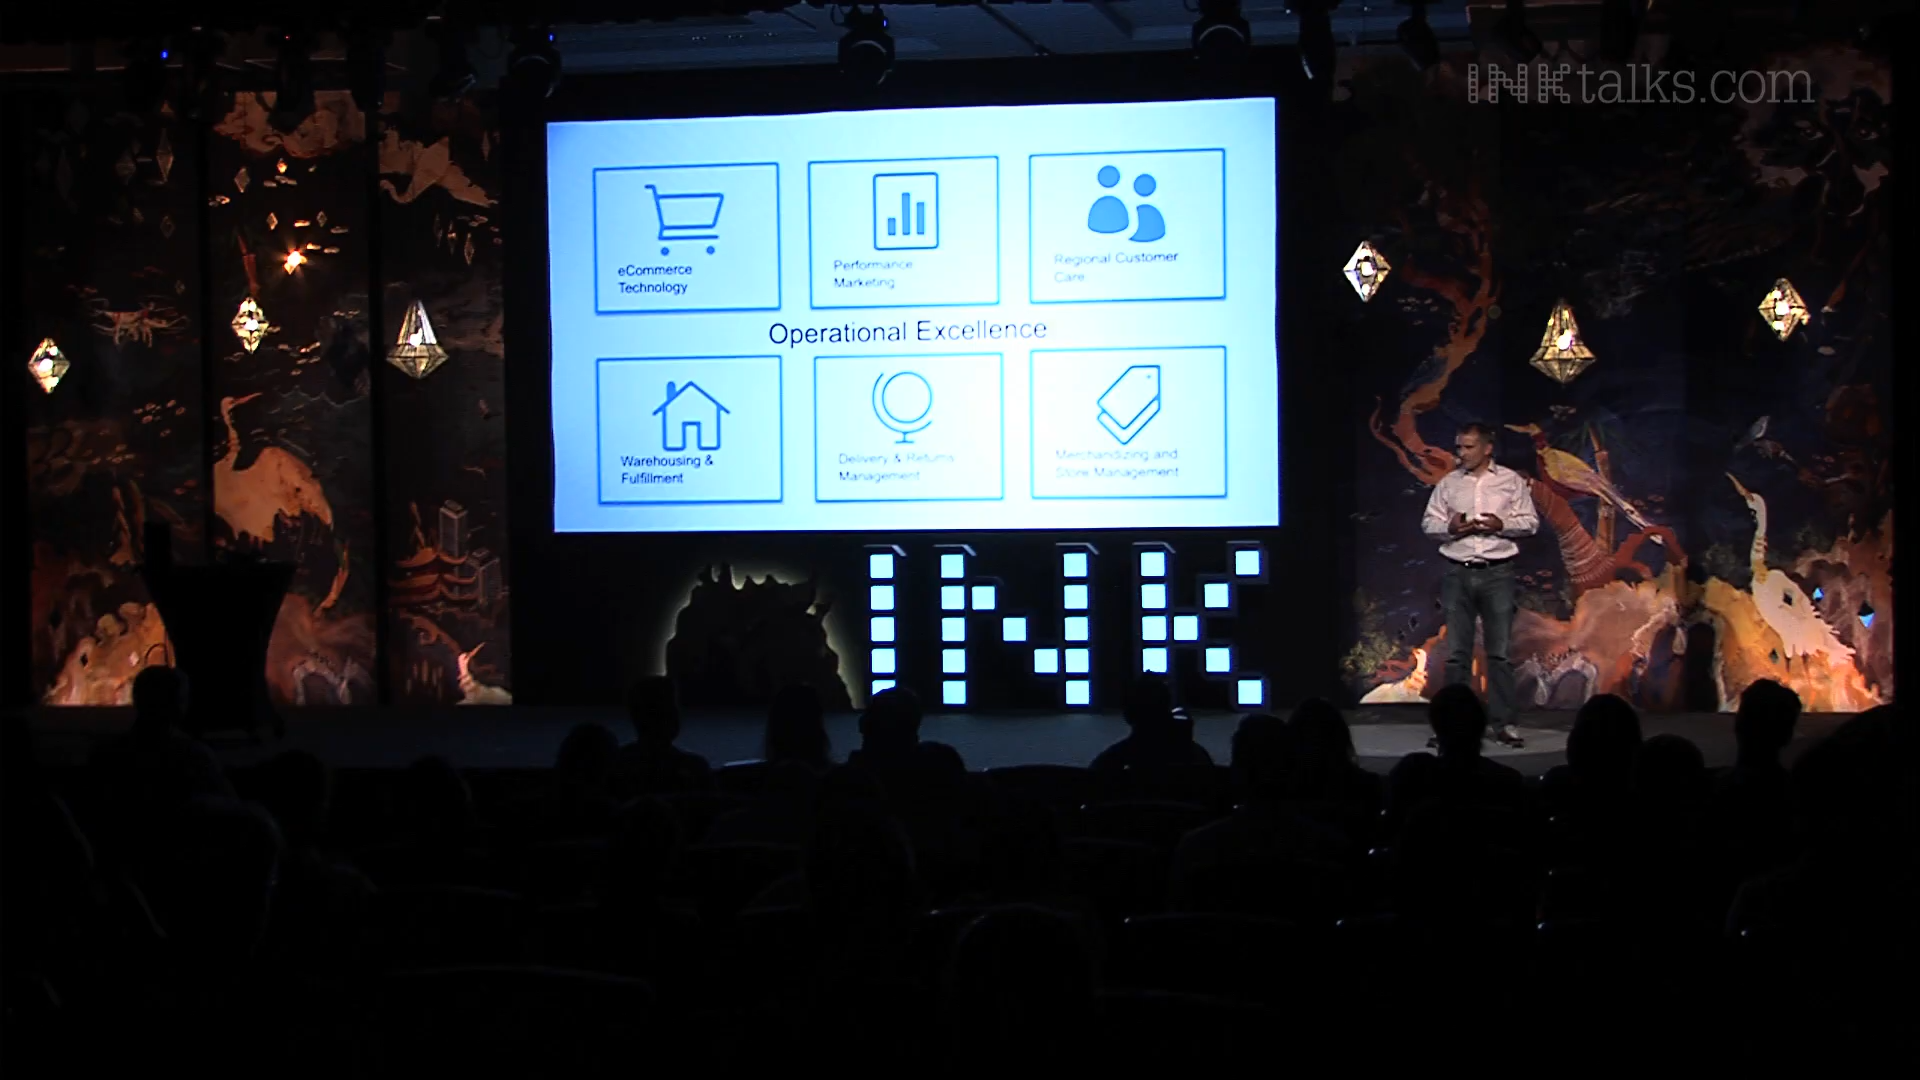 INKtalks.com
eCommerce
Technology
Performance
Marketing
Regional Customer
Care
Operational Excellence
Warehousing &
Fulfillment
Delivery & Returns
Management
Merchandizing and
Store Management
INK